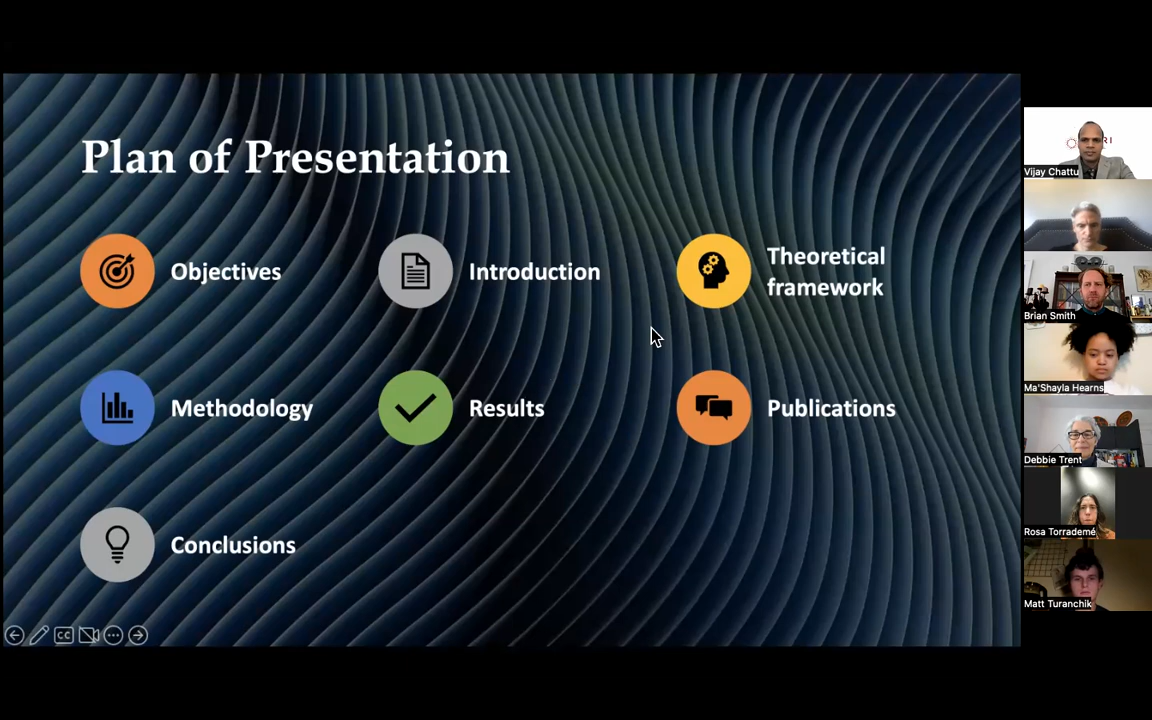 Plan of Presentation
Objectives
Introduction
Theoretical
framework
Methodology
Results
Publications
Conclusions
CC
Vijay Chattu
Brian Smith
Ma'Shayla Hearns
Debbie Trent
Rosa Torrademé
Matt Turanchik